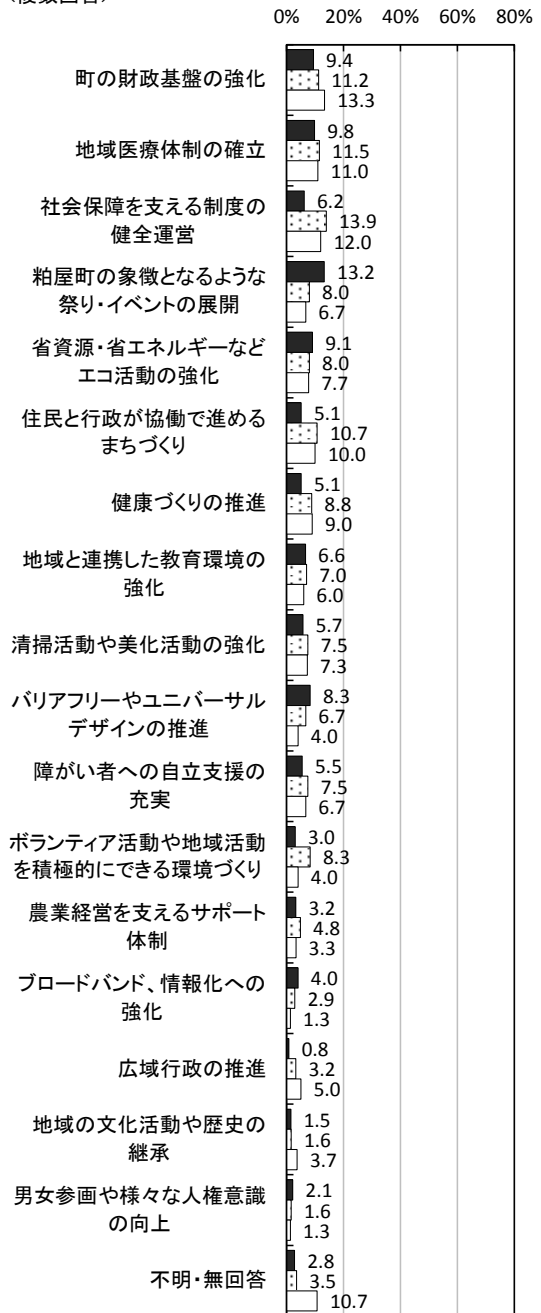 (複数回答)
0% 20% 40% 60% 80%
町の財政基盤の強化
9.4
11.2
13.3
地域医療体制の確立
9.8
11.5
11.0
社会保障を支える制度の
健全運営
6.2
13.9
12.0
粕屋町の象徴となるような
祭り・イベントの展開
13.2
8.0
6.7
省資源・省エネルギーなど
エコ活動の強化
9.1
8.0
7.7
住民と行政が協働で進める
まちづくり
5.1
10.7
10.0
健康づくりの推進
5.1
8.8
9.0
地域と連携した教育環境の
強化
6.6
7.0
6.0
清掃活動や美化活動の強化
5.7
7.5
7.3
バリアフリーやユニバーサル
デザインの推進
8.3
6.7
4.0
障がい者への自立支援の
充実
5.5
7.5
6.7
ボランティア活動や地域活動
を積極的にできる環境づくり
3.0
8.3
4.0
農業経営を支えるサポート
体制
3.2
4.8
3.3
ブロードバンド、情報化への
強化
4.0
2.9
1.3
広域行政の推進
0.8
3.2
5.0
地域の文化活動や歴史の
継承
1.5
1.6
3.7
男女参画や様々な人権意識
の向上
2.1
1.6
1.3
不明・無回答
2.8
3.5
10.7